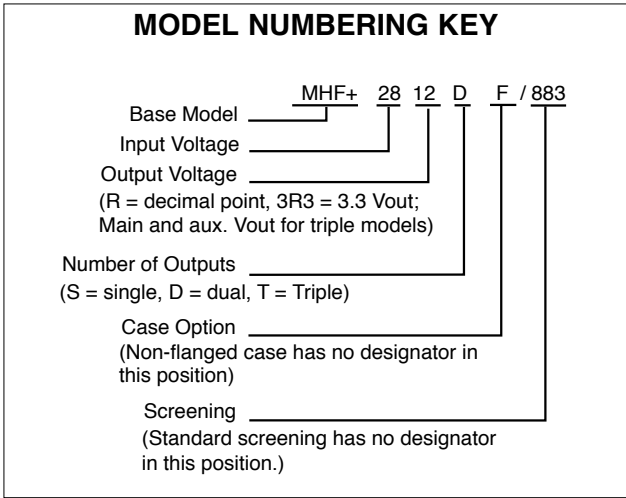 MODEL NUMBERING KEY
MHF+ 28 12 D F / 883
Base Model
Input Voltage
Output Voltage
(R = decimal point, 3R3 = 3.3 Vout;
Main and aux. Vout for triple models)
Number of Outputs
(S = single, D = dual, T = Triple)
Case Option
(Non-flanged case has no designator in
this position)
Screening
(Standard screening has no designator
in this position.)